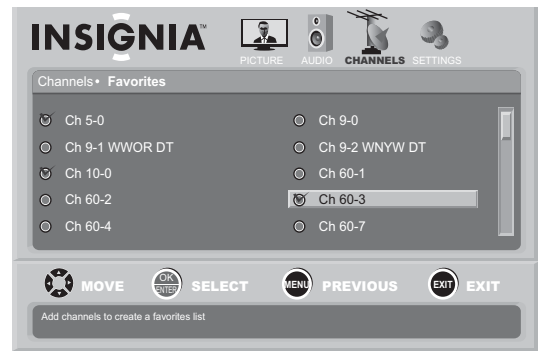 INSIGNIA™
PICTURE AUDIO CHANNELS SETTINGS
Channels• Favorites
Ch 5-0 Ch 9-0
Ch 9-1 WWOR DT Ch 9-2 WNYW DT
Ch 10-0 Ch 60-1
Ch 60-2 Ch 60-3
Ch 60-4 Ch 60-7
MOVE OK ENTER SELECT MENU PREVIOUS EXIT EXIT
Add channels to create a favorites list